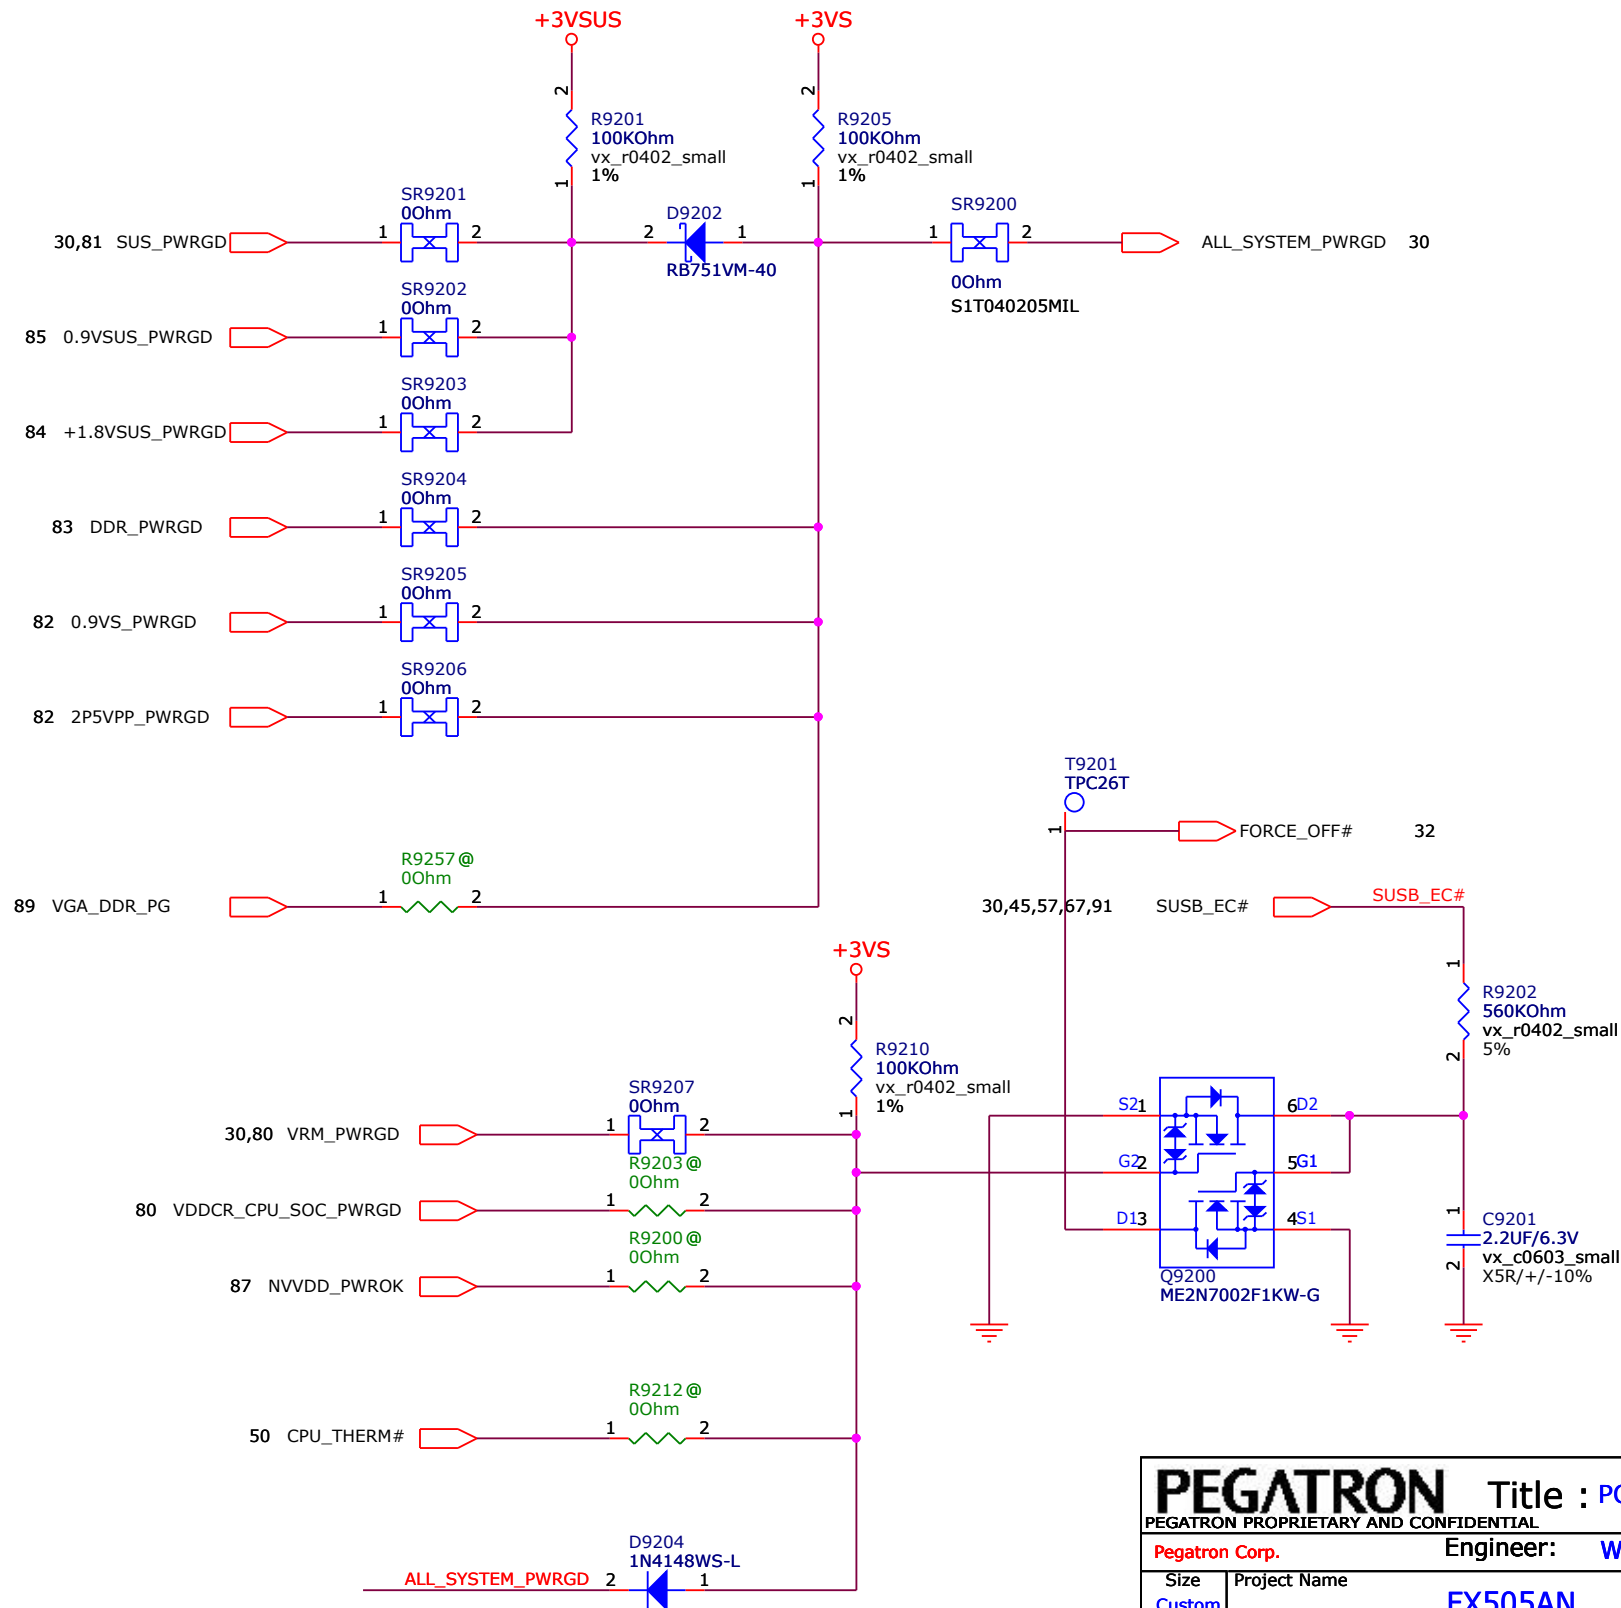 +3VSUS
+3VS
2
R9201
100KOhm
vx_r0402_small
1%
1
2
R9205
100KOhm
vx_r0402_small
1%
1
30,81 SUS_PWRGD
1
SR9201
0Ohm
2
2
D9202
1
RB751VM-40
1
SR9200
2
0Ohm
S1T040205MIL
ALL_SYSTEM_PWRGD 30
85 0.9VSUS_PWRGD
1
SR9202
0Ohm
2
84 +1.8VSUS_PWRGD
1
SR9203
0Ohm
2
83 DDR_PWRGD
1
SR9204
0Ohm
2
82 0.9VS_PWRGD
1
SR9205
0Ohm
2
82 2P5VPP_PWRGD
1
SR9206
0Ohm
2
89 VGA_DDR_PG
1
R9257@
0Ohm
2
T9201
TPC26T
1
FORCE_OFF# 32
30,45,57,67,91 SUSB_EC#
SUSB_EC#
1
R9202
560KOhm
vx_r0402_small
5%
2
+3VS
2
R9210
100KOhm
vx_r0402_small
1%
1
30,80 VRM_PWRGD
1
SR9207
0Ohm
2
80 VDDCR_CPU_SOC_PWRGD
1
R9203@
0Ohm
2
87 NVVDD_PWROK
1
R9200@
0Ohm
2
50 CPU_THERM#
1
R9212@
0Ohm
2
ALL_SYSTEM_PWRGD 2
D9204
1N4148WS-L
1
S2 1
6 D2
G2 2
5 G1
D1 3
4 S1
Q9200
ME2N7002F1KW-G
1
C9201
2.2UF/6.3V
vx_c0603_small
X5R/+/-10%
2
PEGATRON
Title :
PEGATRON PROPRIETARY AND CONFIDENTIAL
Pegatron Corp.
Engineer:
Size
Project Name
Custom
FX505AN